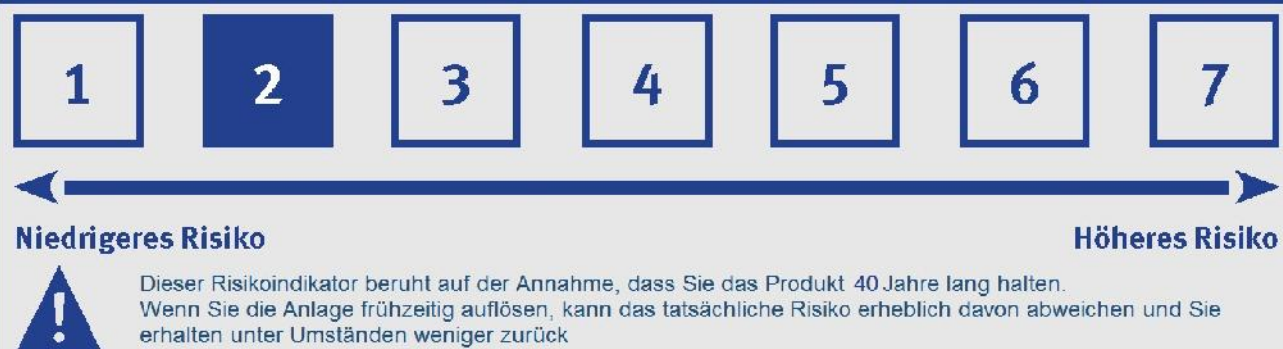 1 2 3 4 5 6 7
Niedrigeres Risiko Höheres Risiko
Dieser Risikoindikator beruht auf der Annahme, dass Sie das Produkt 40 Jahre lang halten.
Wenn Sie die Anlage frühzeitig auflösen, kann das tatsächliche Risiko erheblich davon abweichen und Sie
erhalten unter Umständen weniger zurück